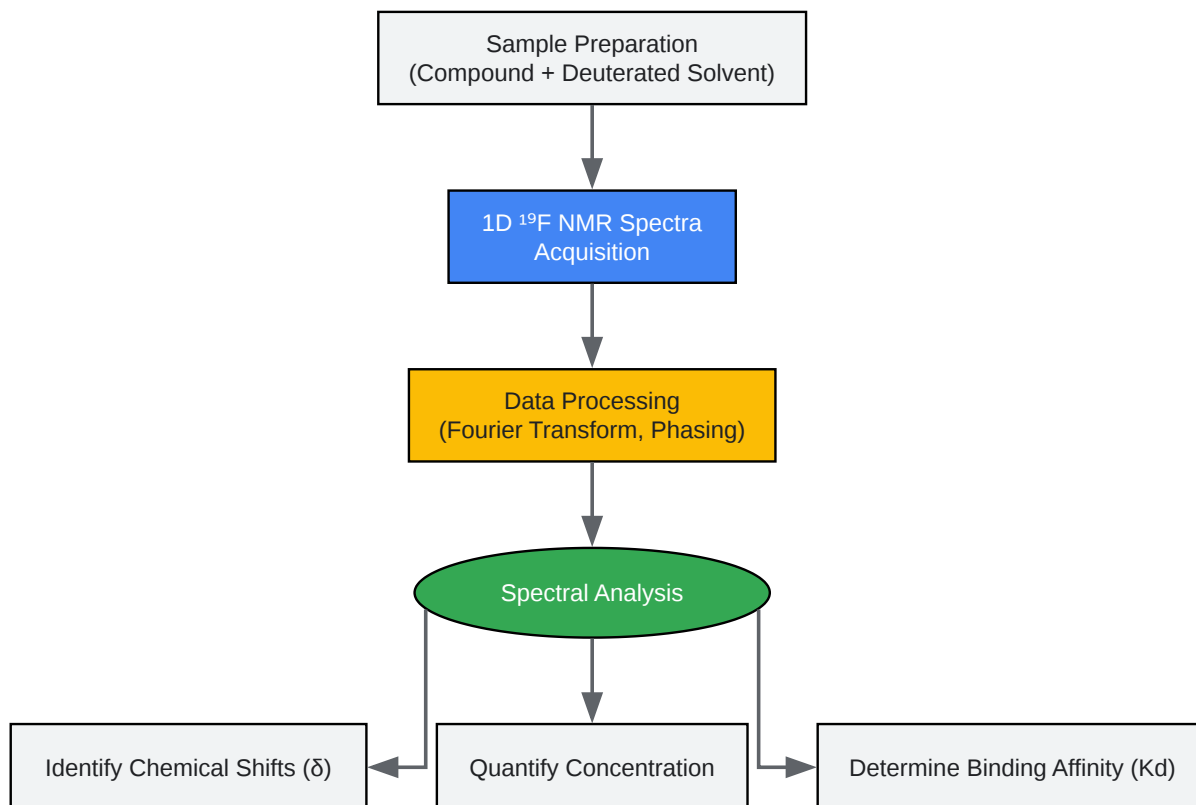 Sample Preparation
(Compound + Deuterated Solvent)
1D ¹⁹F NMR Spectra
Acquisition
Data Processing
(Fourier Transform, Phasing)
Spectral Analysis
Identify Chemical Shifts (δ)
Quantify Concentration
Determine Binding Affinity (Kd)